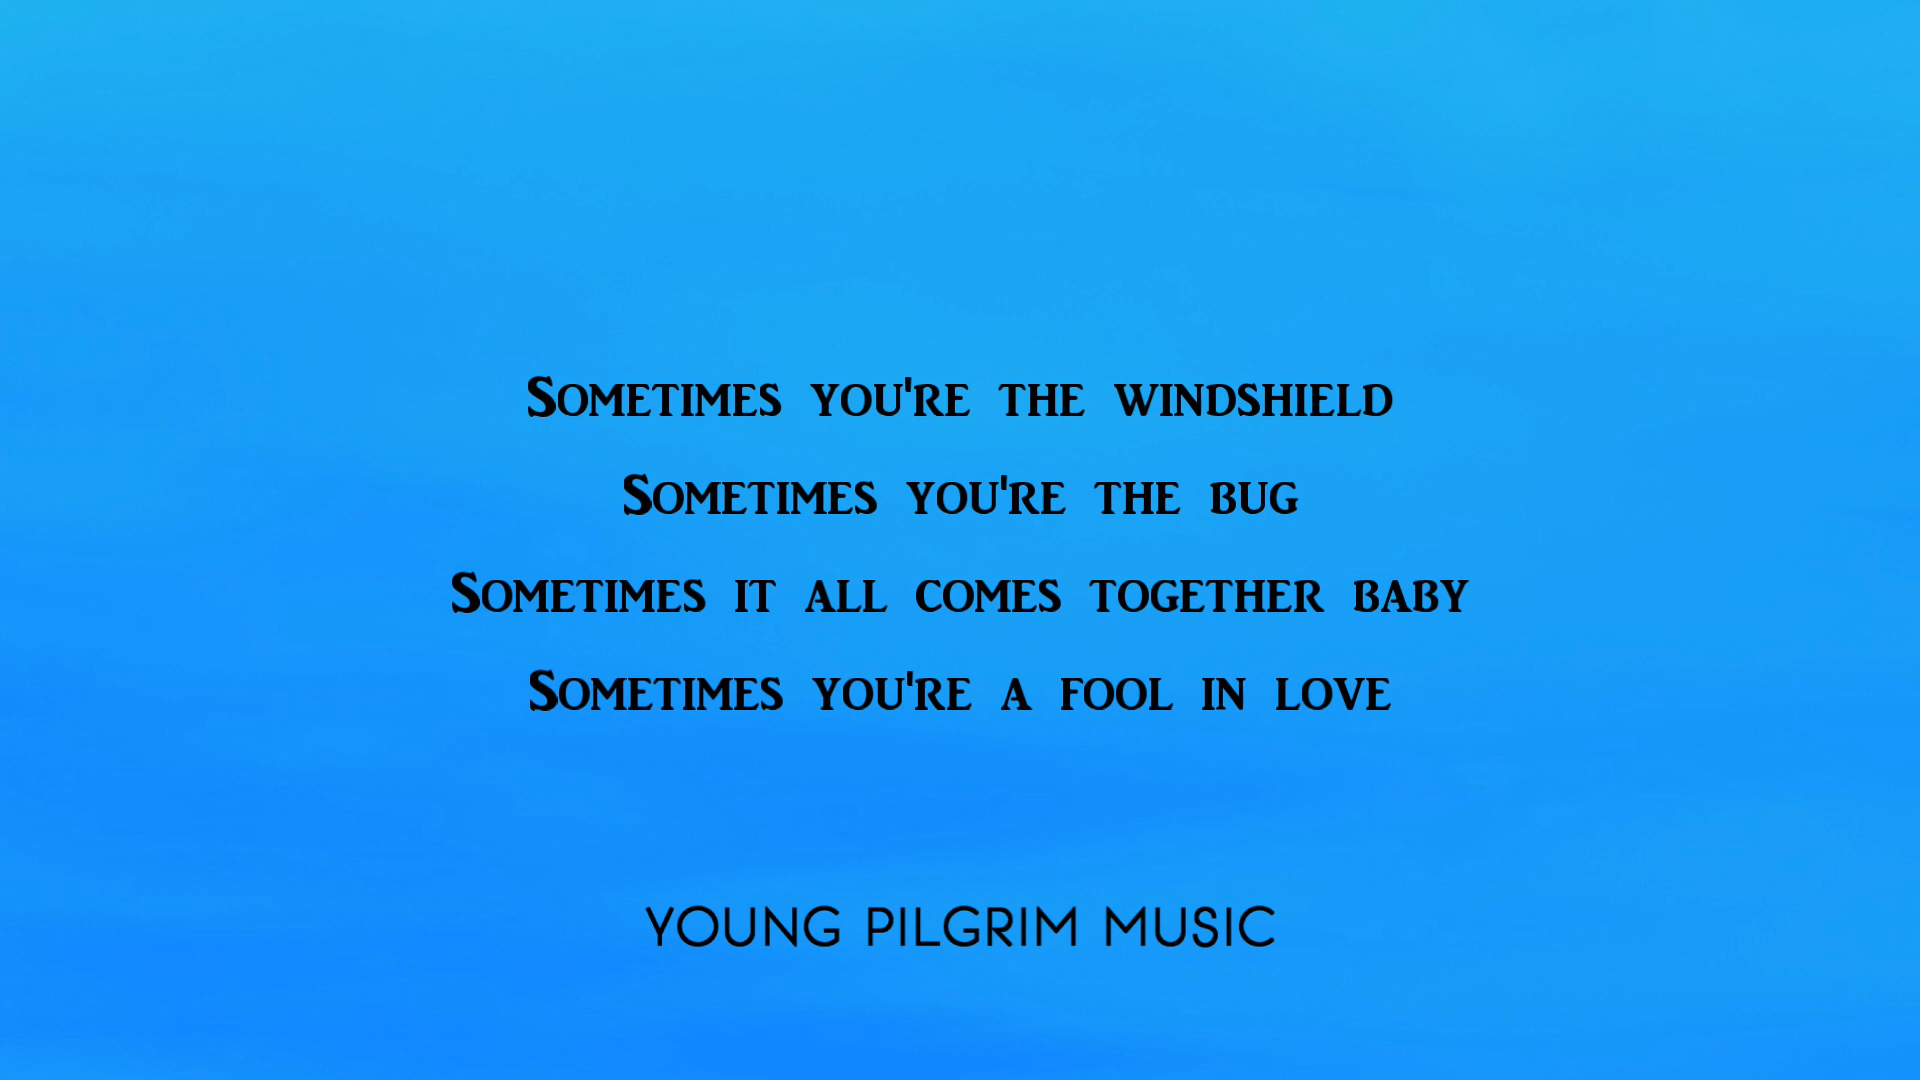 Sometimes you're the windshield
Sometimes you're the bug
Sometimes it all comes together baby
Sometimes you're a fool in love
YOUNG PILGRIM MUSIC